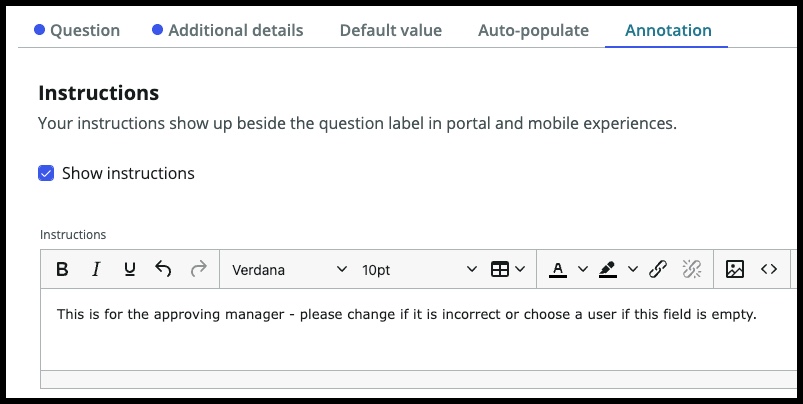 Question Additional details Default value Auto-populate Annotation
Instructions
Your instructions show up beside the question label in portal and mobile experiences.
Show instructions
Instructions
B I U Verdana 10pt A <>
This is for the approving manager - please change if it is incorrect or choose a user if this field is empty.